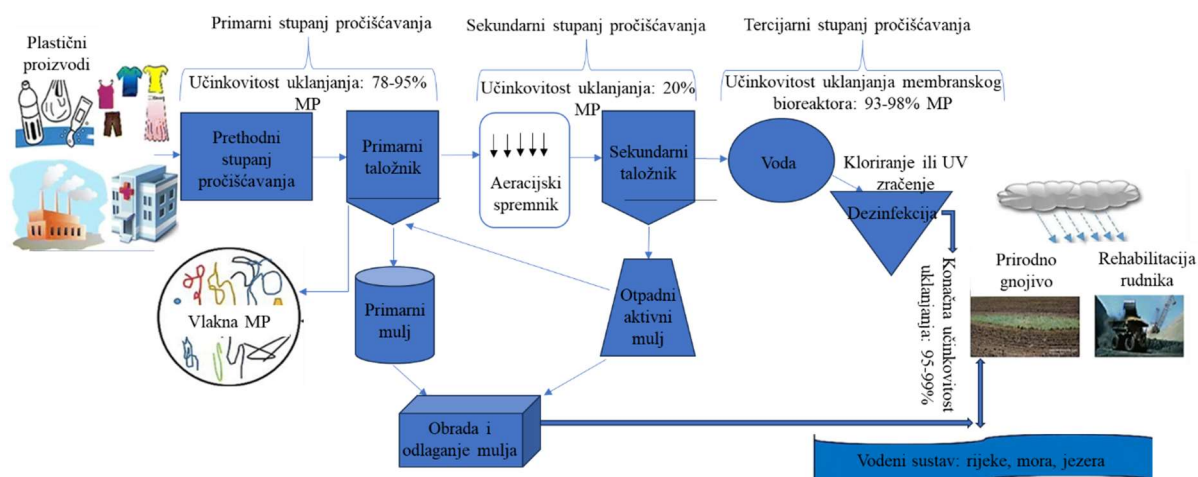 Primarni stupanj pročišćavanja
Sekundarni stupanj pročišćavanja
Tercijarni stupanj pročišćavanja
Plastični
proizvodi
Učinkovitost uklanjanja: 78-95%
MP
Učinkovitost uklanjanja: 20%
MP
Učinkovitost uklanjanja membranskog
bioreaktora: 93-98% MP
Prethodni
stupanj
pročišćavanja
Primarni
taložnik
Aeracijski
spremnik
Sekundarni
taložnik
Voda
Kloriranje ili UV
zračenje
Dezinfekcija
Konačna učinkovitost
uklanjanja: 95-99%
Prirodno
gnojivo
Rehabilitacija
rudnika
Vlakna MP
Primarni
mulj
Otpadni
aktivni
mulj
Obrada i
odlaganje mulja
Vodeni sustav: rijeke, mora, jezera